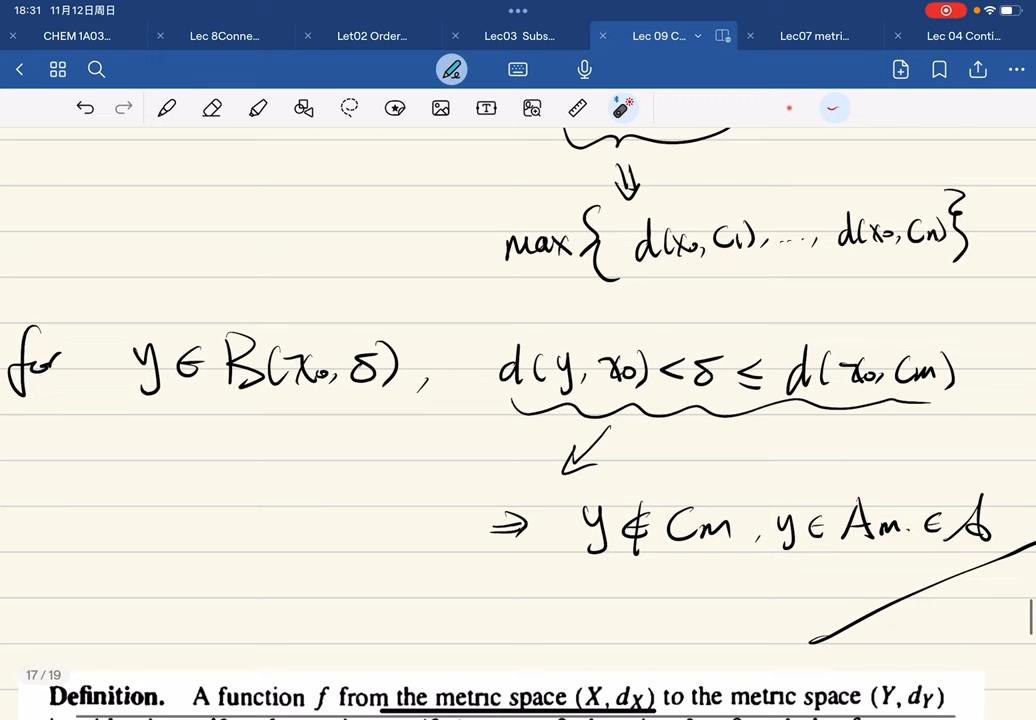 18:31 11月12日周日
CHEM 1A03... Lec 8Conne... Let02 Order... Lec03 Subs... Lec 09 C... Lec07 metri... Lec 04 Conti...
max{ d(x₀, C₁), ..., d(x₀, Cn) }
for y ∈ B(x₀, δ), d(y, x₀) < δ ≤ d(x₀, Cm)
⇒ y ∉ Cm, y ∈ Am. ∈ A
17 / 19
Definition. A function f from the metric space (X, dX) to the metric space (Y, dY)